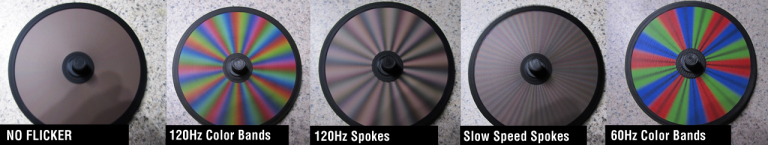 NO FLICKER
120Hz Color Bands
120Hz Spokes
Slow Speed Spokes
60Hz Color Bands